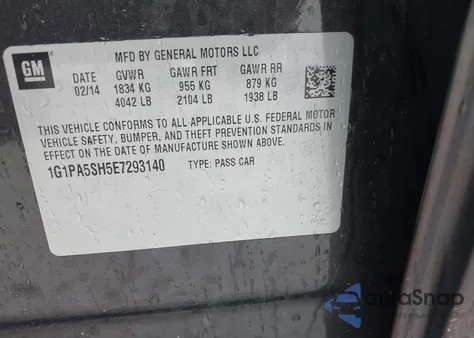 GM
MFD BY GENERAL MOTORS LLC
DATE GVWR GAWR FRT GAWR RR
02/14 1834 KG 955 KG 879 KG
4042 LB 2104 LB 1938 LB
THIS VEHICLE CONFORMS TO ALL APPLICABLE U.S. FEDERAL MOTOR
VEHICLE SAFETY, BUMPER, AND THEFT PREVENTION STANDARDS IN
EFFECT ON THE DATE OF MANUFACTURE SHOWN ABOVE.
1G1PA5SH5E7293140 TYPE: PASS CAR
autoSnap